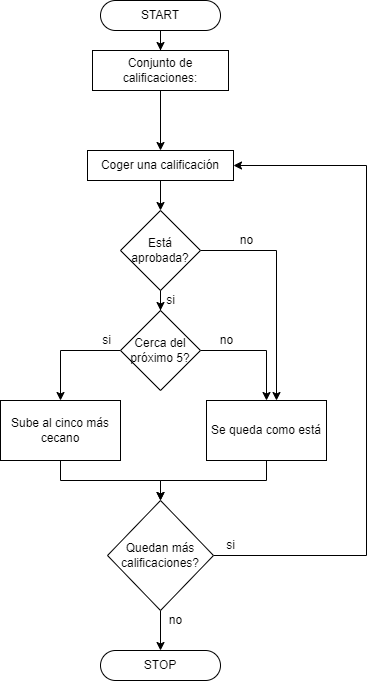 START
Conjunto de
calificaciones:
Coger una calificación
Está
aprobada?
no
si
Cerca del
próximo 5?
si
no
Sube al cinco más
cecano
Se queda como está
Quedan más
calificaciones?
si
no
STOP